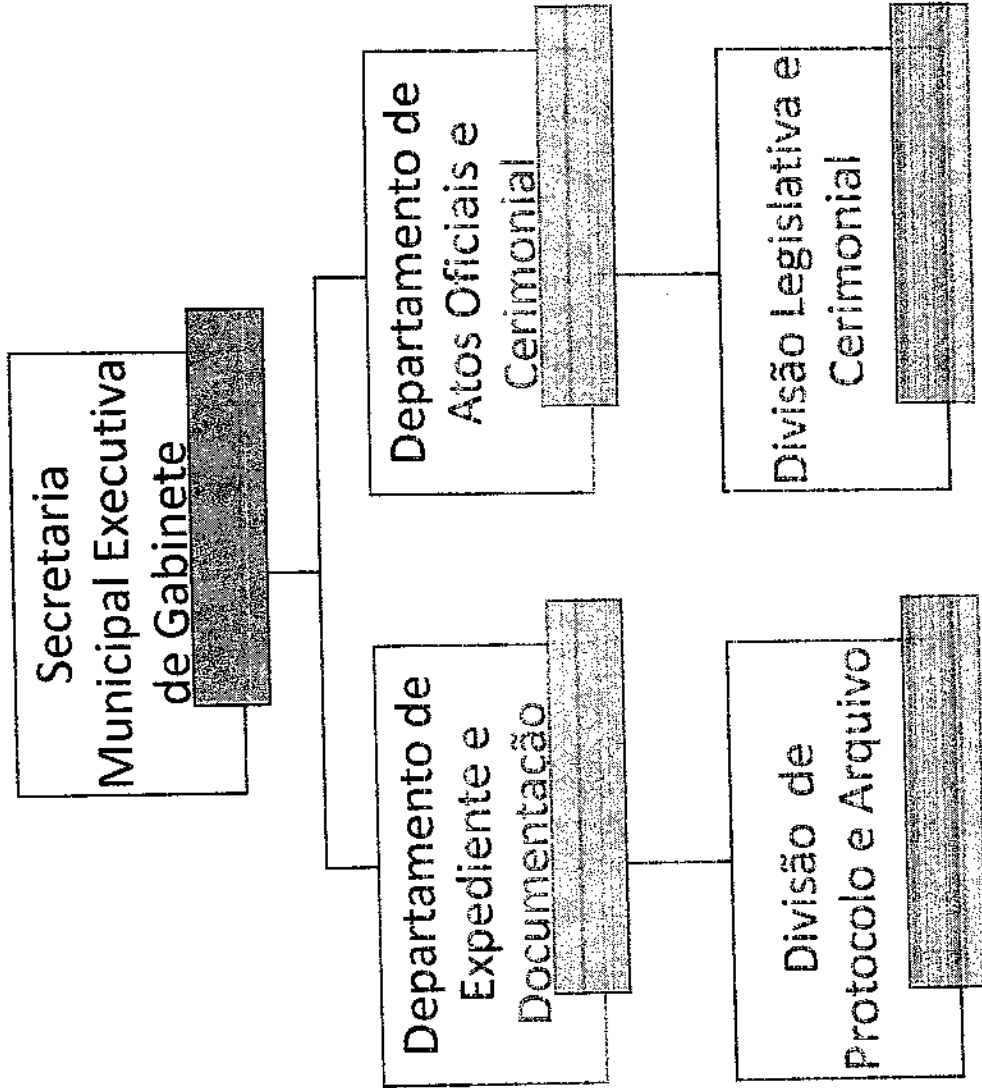 Secretaria
Municipal Executiva
de Gabinete
Departamento de
Expediente e
Documentação
Departamento de
Atos Oficiais e
Cerimonial
Divisão de
Protocolo e Arquivo
Divisão Legislativa e
Cerimonial